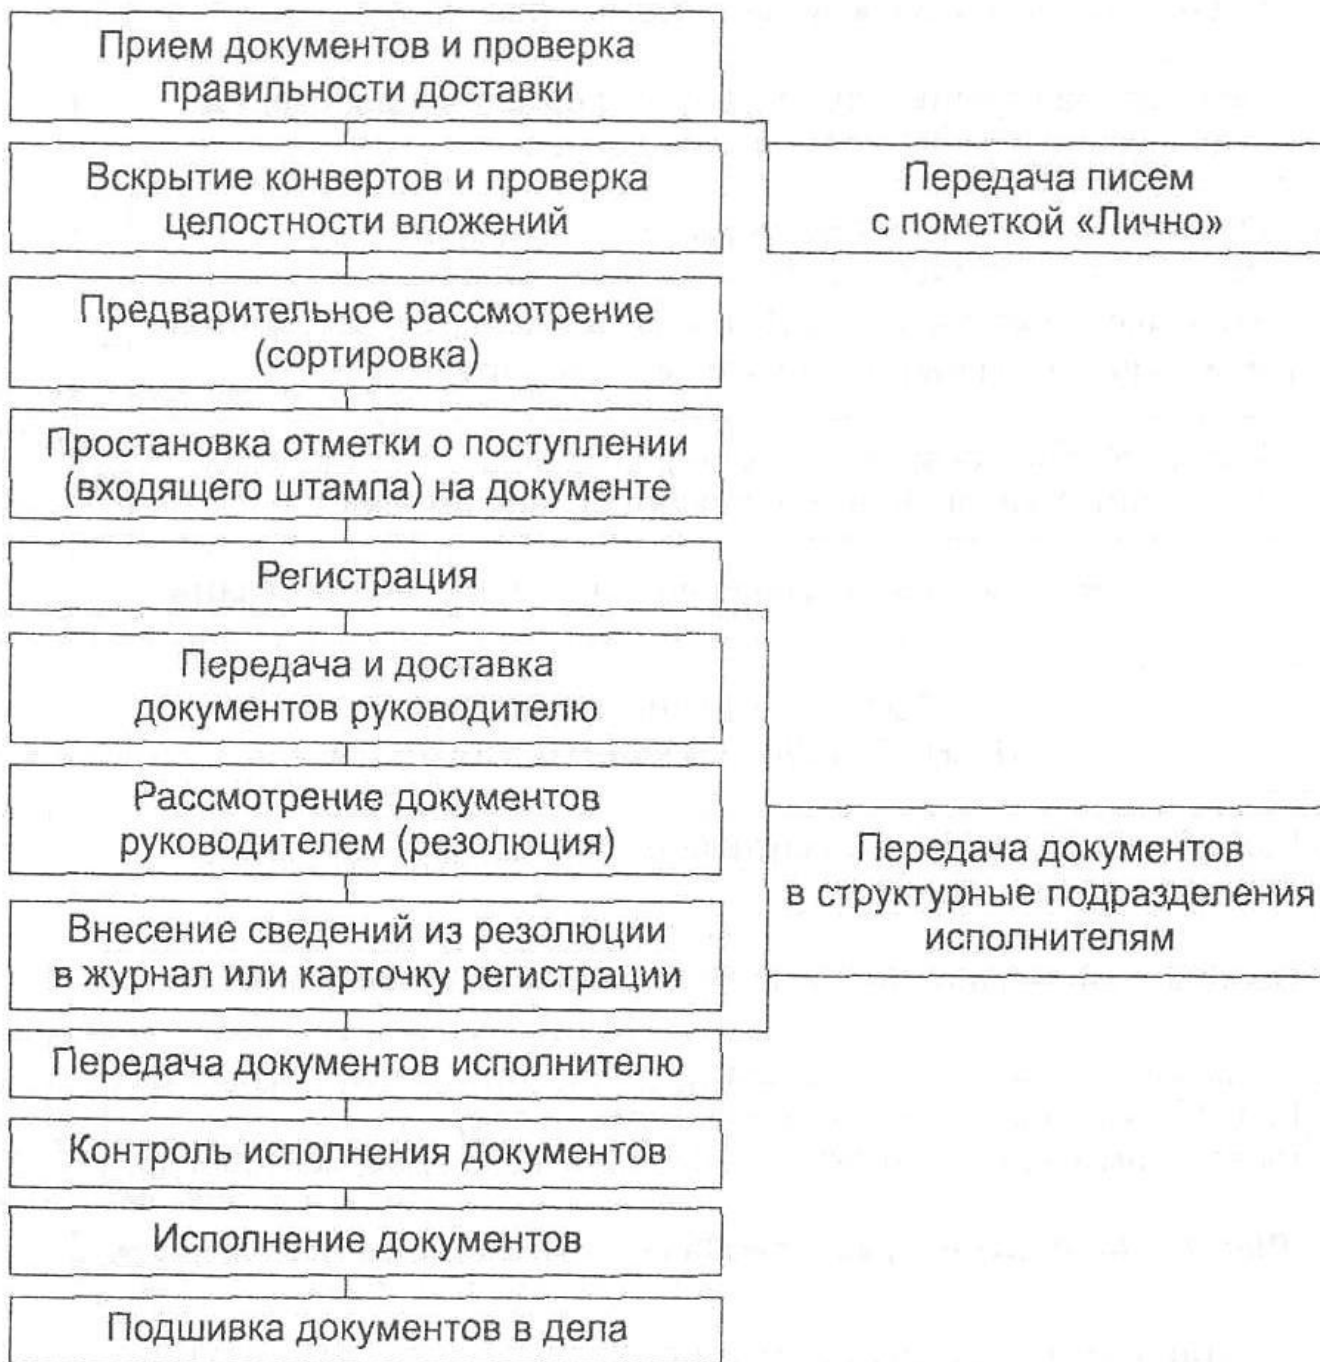 Прием документов и проверка
правильности доставки
Вскрытие конвертов и проверка
целостности вложений
Передача писем
с пометкой «Лично»
Предварительное рассмотрение
(сортировка)
Простановка отметки о поступлении
(входящего штампа) на документе
Регистрация
Передача и доставка
документов руководителю
Рассмотрение документов
руководителем (резолюция)
Передача документов
в структурные подразделения
исполнителям
Внесение сведений из резолюции
в журнал или карточку регистрации
Передача документов исполнителю
Контроль исполнения документов
Исполнение документов
Подшивка документов в дела